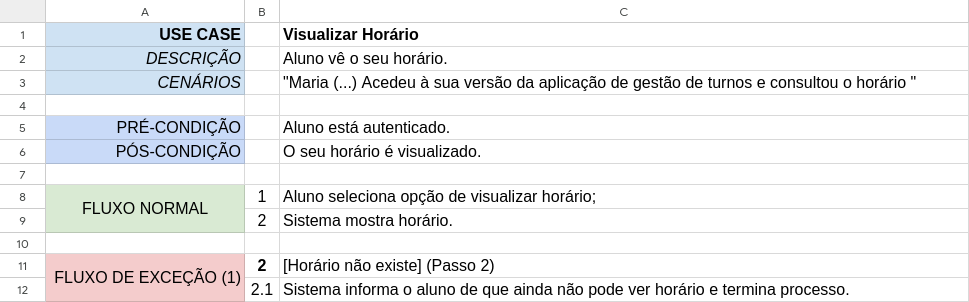 A B C
1 USE CASE Visualizar Horário
2 DESCRIÇÃO Aluno vê o seu horário.
3 CENÁRIOS "Maria (...) Acedeu à sua versão da aplicação de gestão de turnos e consultou o horário "
4
5 PRÉ-CONDIÇÃO Aluno está autenticado.
6 PÓS-CONDIÇÃO O seu horário é visualizado.
7
8 FLUXO NORMAL 1 Aluno seleciona opção de visualizar horário;
9 2 Sistema mostra horário.
10
11 FLUXO DE EXCEÇÃO (1) 2 [Horário não existe] (Passo 2)
12 2.1 Sistema informa o aluno de que ainda não pode ver horário e termina processo.